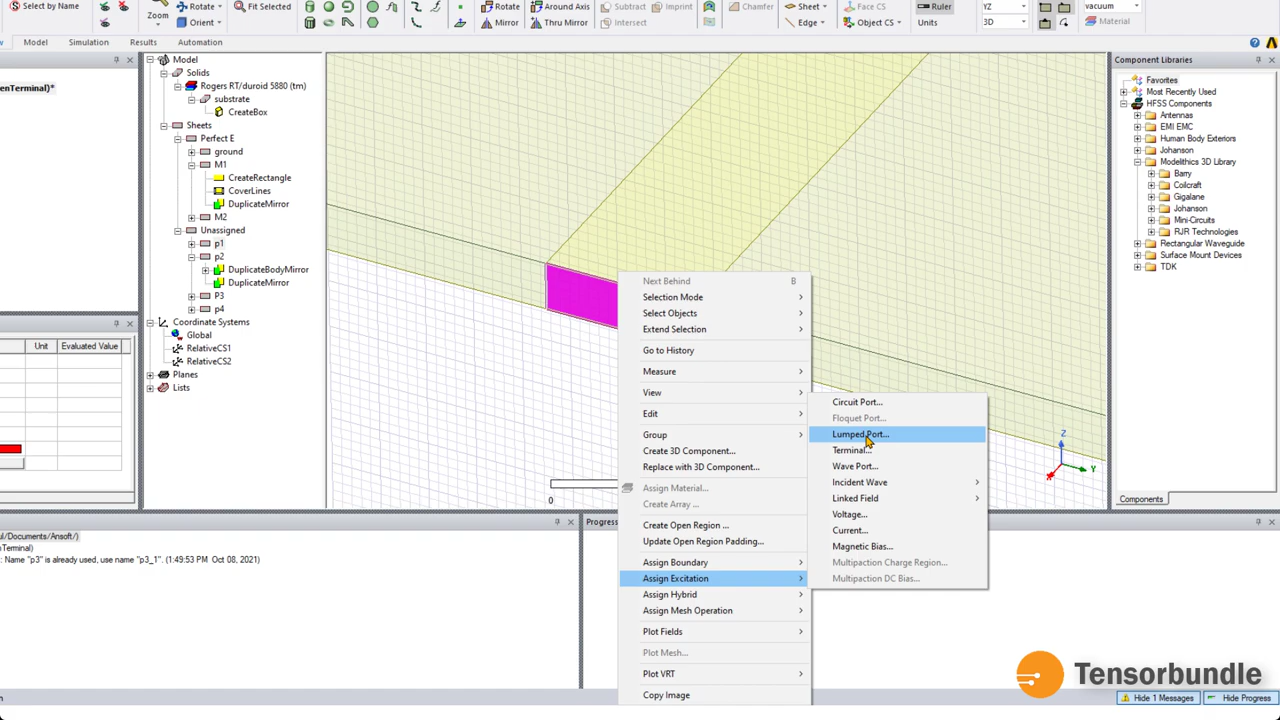 Select by Name
Zoom
Rotate
Orient
Fit Selected
Rotate
Around Axis
Mirror
Thru Mirror
Subtract
Imprint
Intersect
Chamfer
Sheet
Edge
Face CS
Object CS
Ruler
Units
YZ
3D
vacuum
Material
Model
Simulation
Results
Automation
enTerminal)*
Unit
Evaluated Value
Model
Solids
Rogers RT/duroid 5880 (tm)
substrate
CreateBox
Sheets
Perfect E
ground
M1
CreateRectangle
CoverLines
DuplicateMirror
M2
Unassigned
p1
p2
DuplicateBodyMirror
DuplicateMirror
P3
p4
Coordinate Systems
Global
RelativeCS1
RelativeCS2
Planes
Lists
Next Behind B
Selection Mode
Select Objects
Extend Selection
Go to History
Measure
View
Edit
Group
Create 3D Component...
Replace with 3D Component...
Assign Material...
Create Array ...
Create Open Region ...
Update Open Region Padding...
Assign Boundary
Assign Excitation
Assign Hybrid
Assign Mesh Operation
Plot Fields
Plot Mesh...
Plot VRT
Copy Image
Circuit Port...
Floquet Port...
Lumped Port...
Terminal...
Wave Port...
Incident Wave
Linked Field
Voltage...
Current...
Magnetic Bias...
Multipaction Charge Region...
Multipaction DC Bias...
0
Z
Y
Component Libraries
Favorites
Most Recently Used
HFSS Components
Antennas
EMI EMC
Human Body Exteriors
Johanson
Modelithics 3D Library
Barry
Coilcraft
Gigalane
Johanson
Mini-Circuits
RJR Technologies
Rectangular Waveguide
Surface Mount Devices
TDK
Components
ul/Documents/Ansoft/)
nTerminal)
: Name "p3" is already used, use name "p3_1". (1:49:53 PM Oct 08, 2021)
Progres
Tensorbundle
Hide 1 Messages
Hide Progress